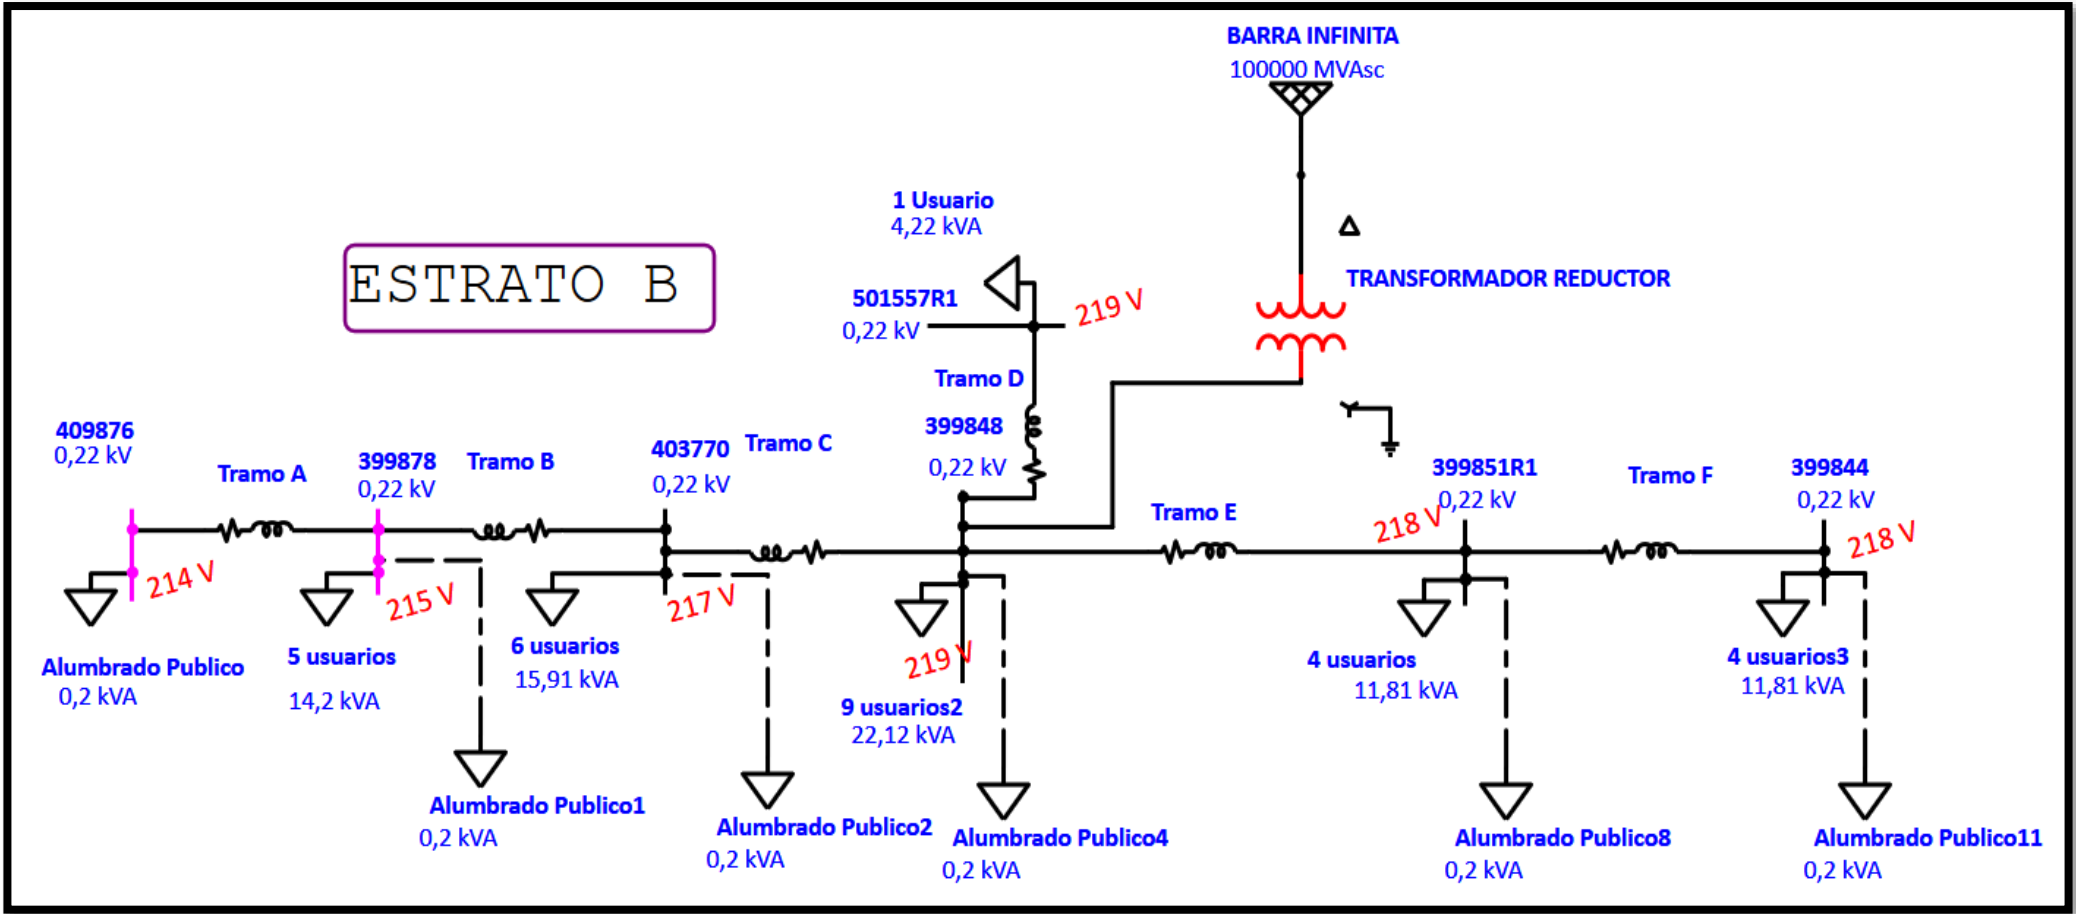 BARRA INFINITA
100000 MVAsc
TRANSFORMADOR REDUCTOR
ESTRATO B
1 Usuario
4,22 kVA
501557R1
0,22 kV
219 V
Tramo D
399848
0,22 kV
409876
0,22 kV
Tramo A
399878
0,22 kV
Tramo B
403770
0,22 kV
Tramo C
Tramo E
399851R1
0,22 kV
Tramo F
399844
0,22 kV
214 V
215 V
217 V
219 V
218 V
218 V
Alumbrado Publico
0,2 kVA
5 usuarios
14,2 kVA
6 usuarios
15,91 kVA
9 usuarios2
22,12 kVA
4 usuarios
11,81 kVA
4 usuarios3
11,81 kVA
Alumbrado Publico1
0,2 kVA
Alumbrado Publico2
0,2 kVA
Alumbrado Publico4
0,2 kVA
Alumbrado Publico8
0,2 kVA
Alumbrado Publico11
0,2 kVA